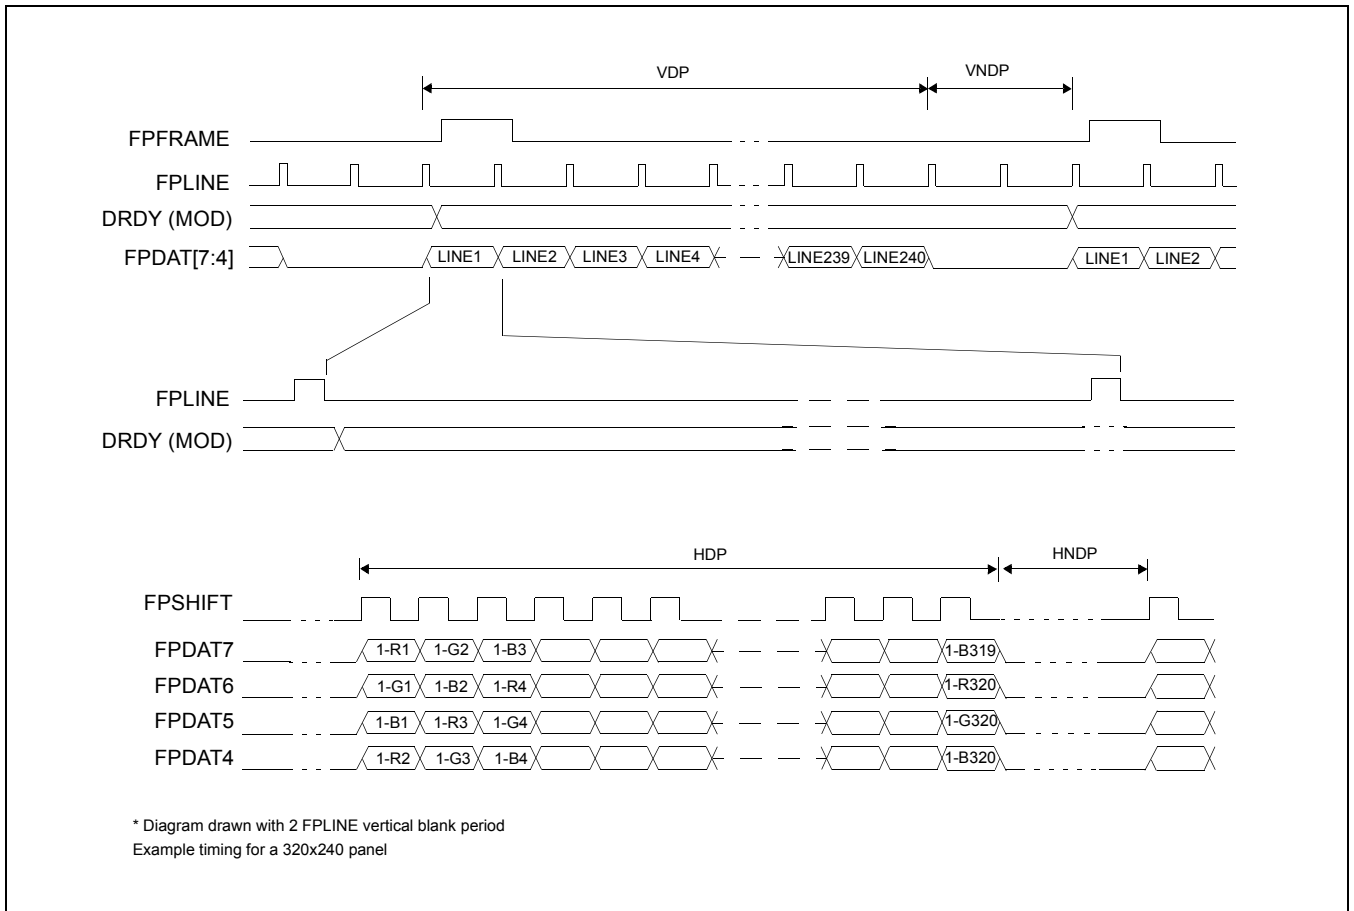 VDP VNDP
FPFRAME
FPLINE
DRDY (MOD)
FPDAT[7:4] LINE1 LINE2 LINE3 LINE4 LINE239 LINE240 LINE1 LINE2
FPLINE
DRDY (MOD)
HDP HNDP
FPSHIFT
FPDAT7 1-R1 1-G2 1-B3 1-B319
FPDAT6 1-G1 1-B2 1-R4 1-R320
FPDAT5 1-B1 1-R3 1-G4 1-G320
FPDAT4 1-R2 1-G3 1-B4 1-B320
* Diagram drawn with 2 FPLINE vertical blank period
Example timing for a 320x240 panel